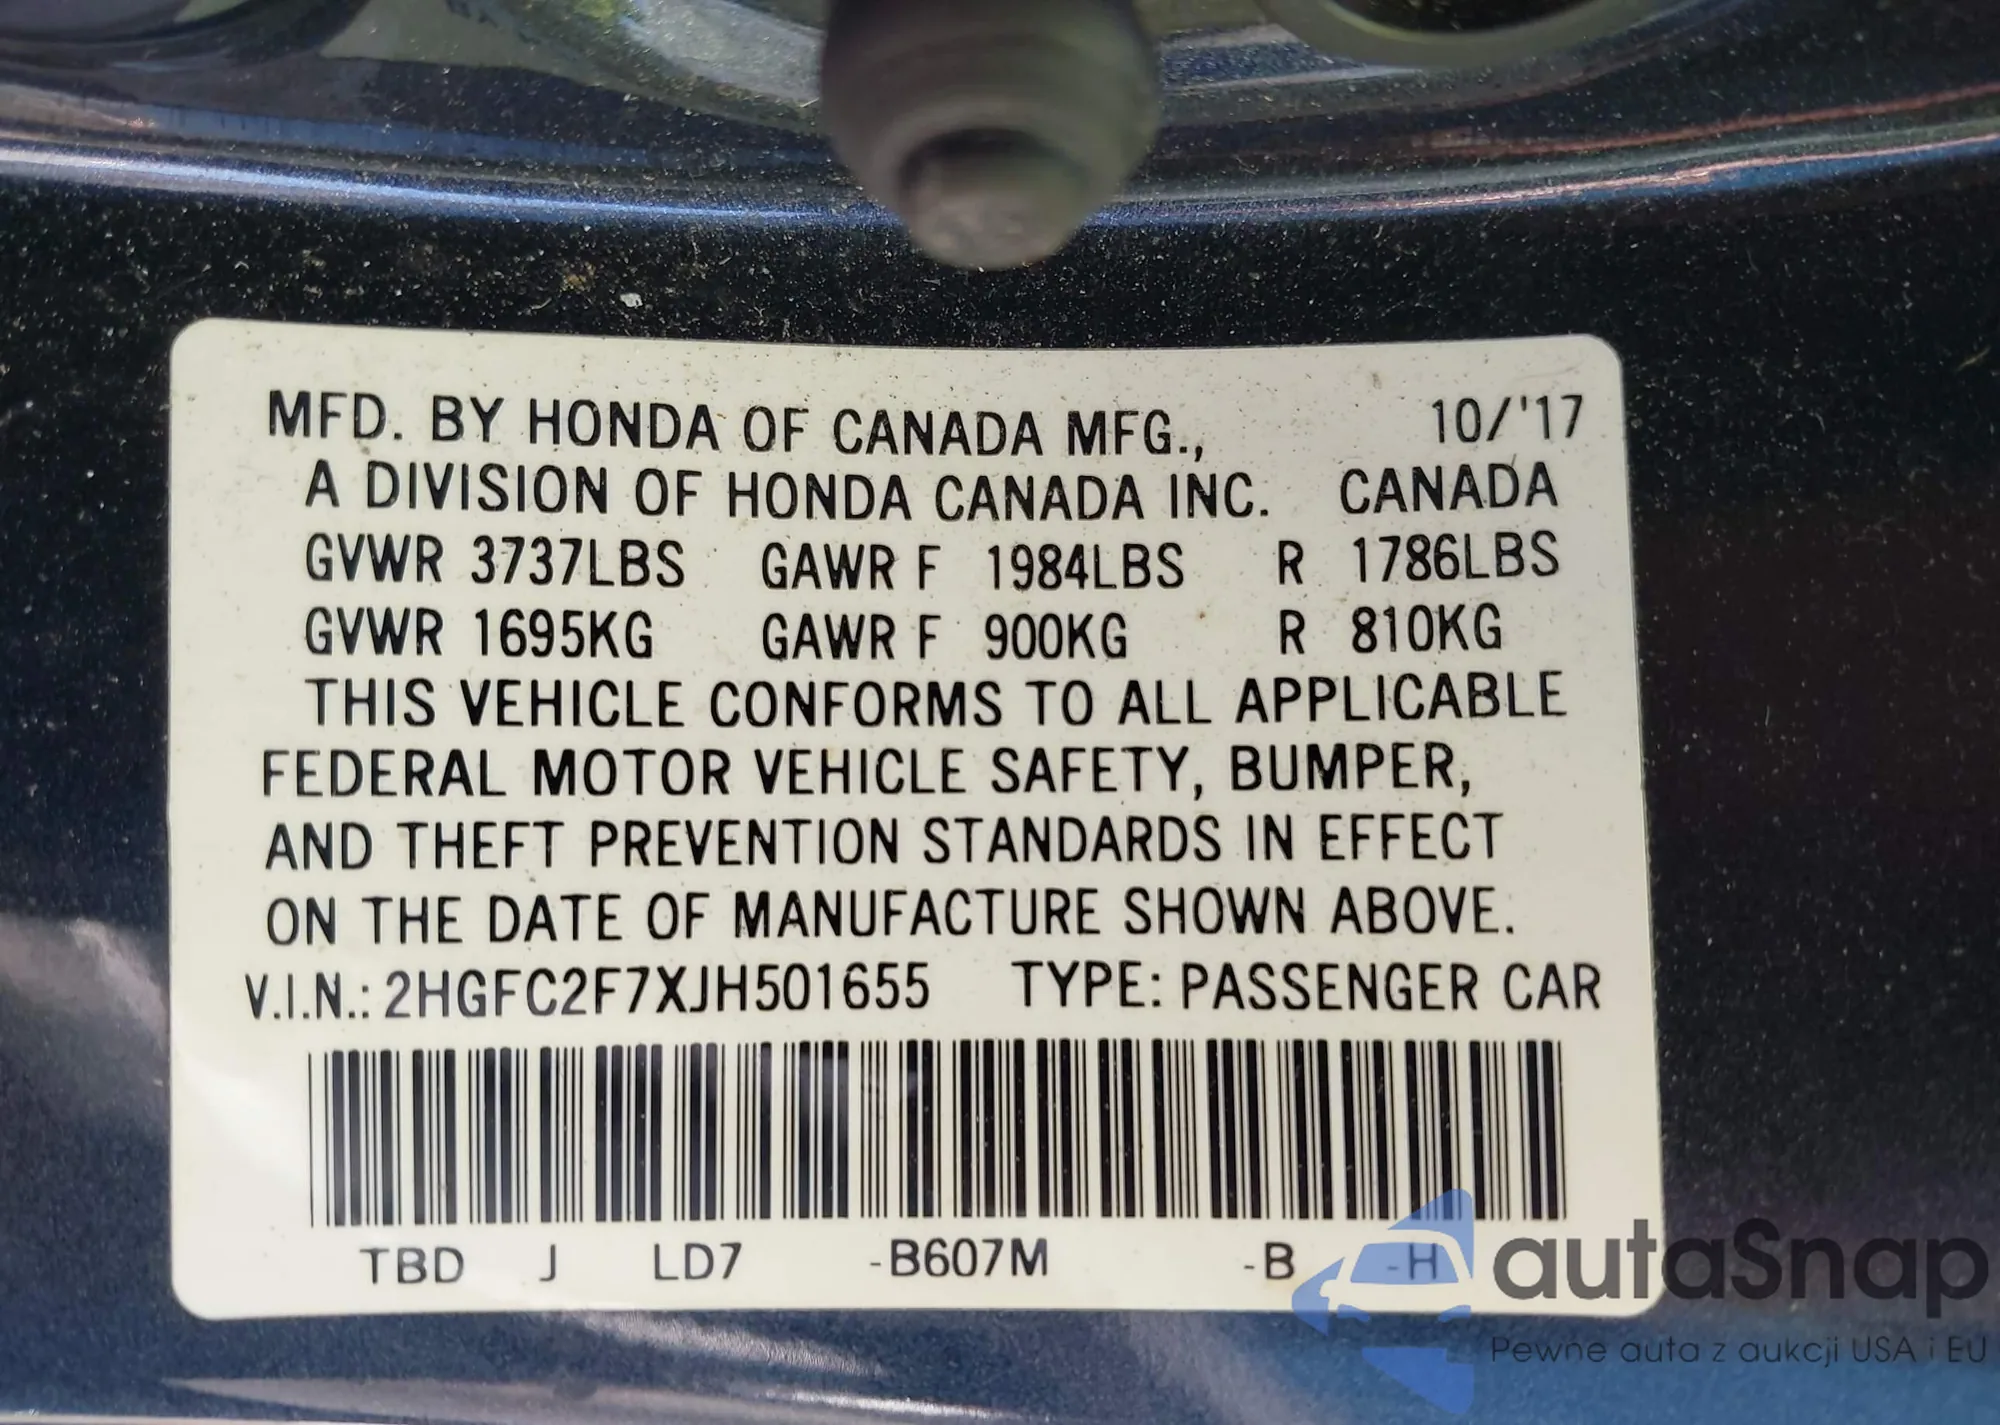 MFD. BY HONDA OF CANADA MFG., 10/'17
A DIVISION OF HONDA CANADA INC. CANADA
GVWR 3737LBS GAWR F 1984LBS R 1786LBS
GVWR 1695KG GAWR F 900KG R 810KG
THIS VEHICLE CONFORMS TO ALL APPLICABLE
FEDERAL MOTOR VEHICLE SAFETY, BUMPER,
AND THEFT PREVENTION STANDARDS IN EFFECT
ON THE DATE OF MANUFACTURE SHOWN ABOVE.
V.I.N.: 2HGFC2F7XJH501655 TYPE: PASSENGER CAR
TBD J LD7 -B607M -B -H
autaSnap
Pewne auta z aukcji USA i EU